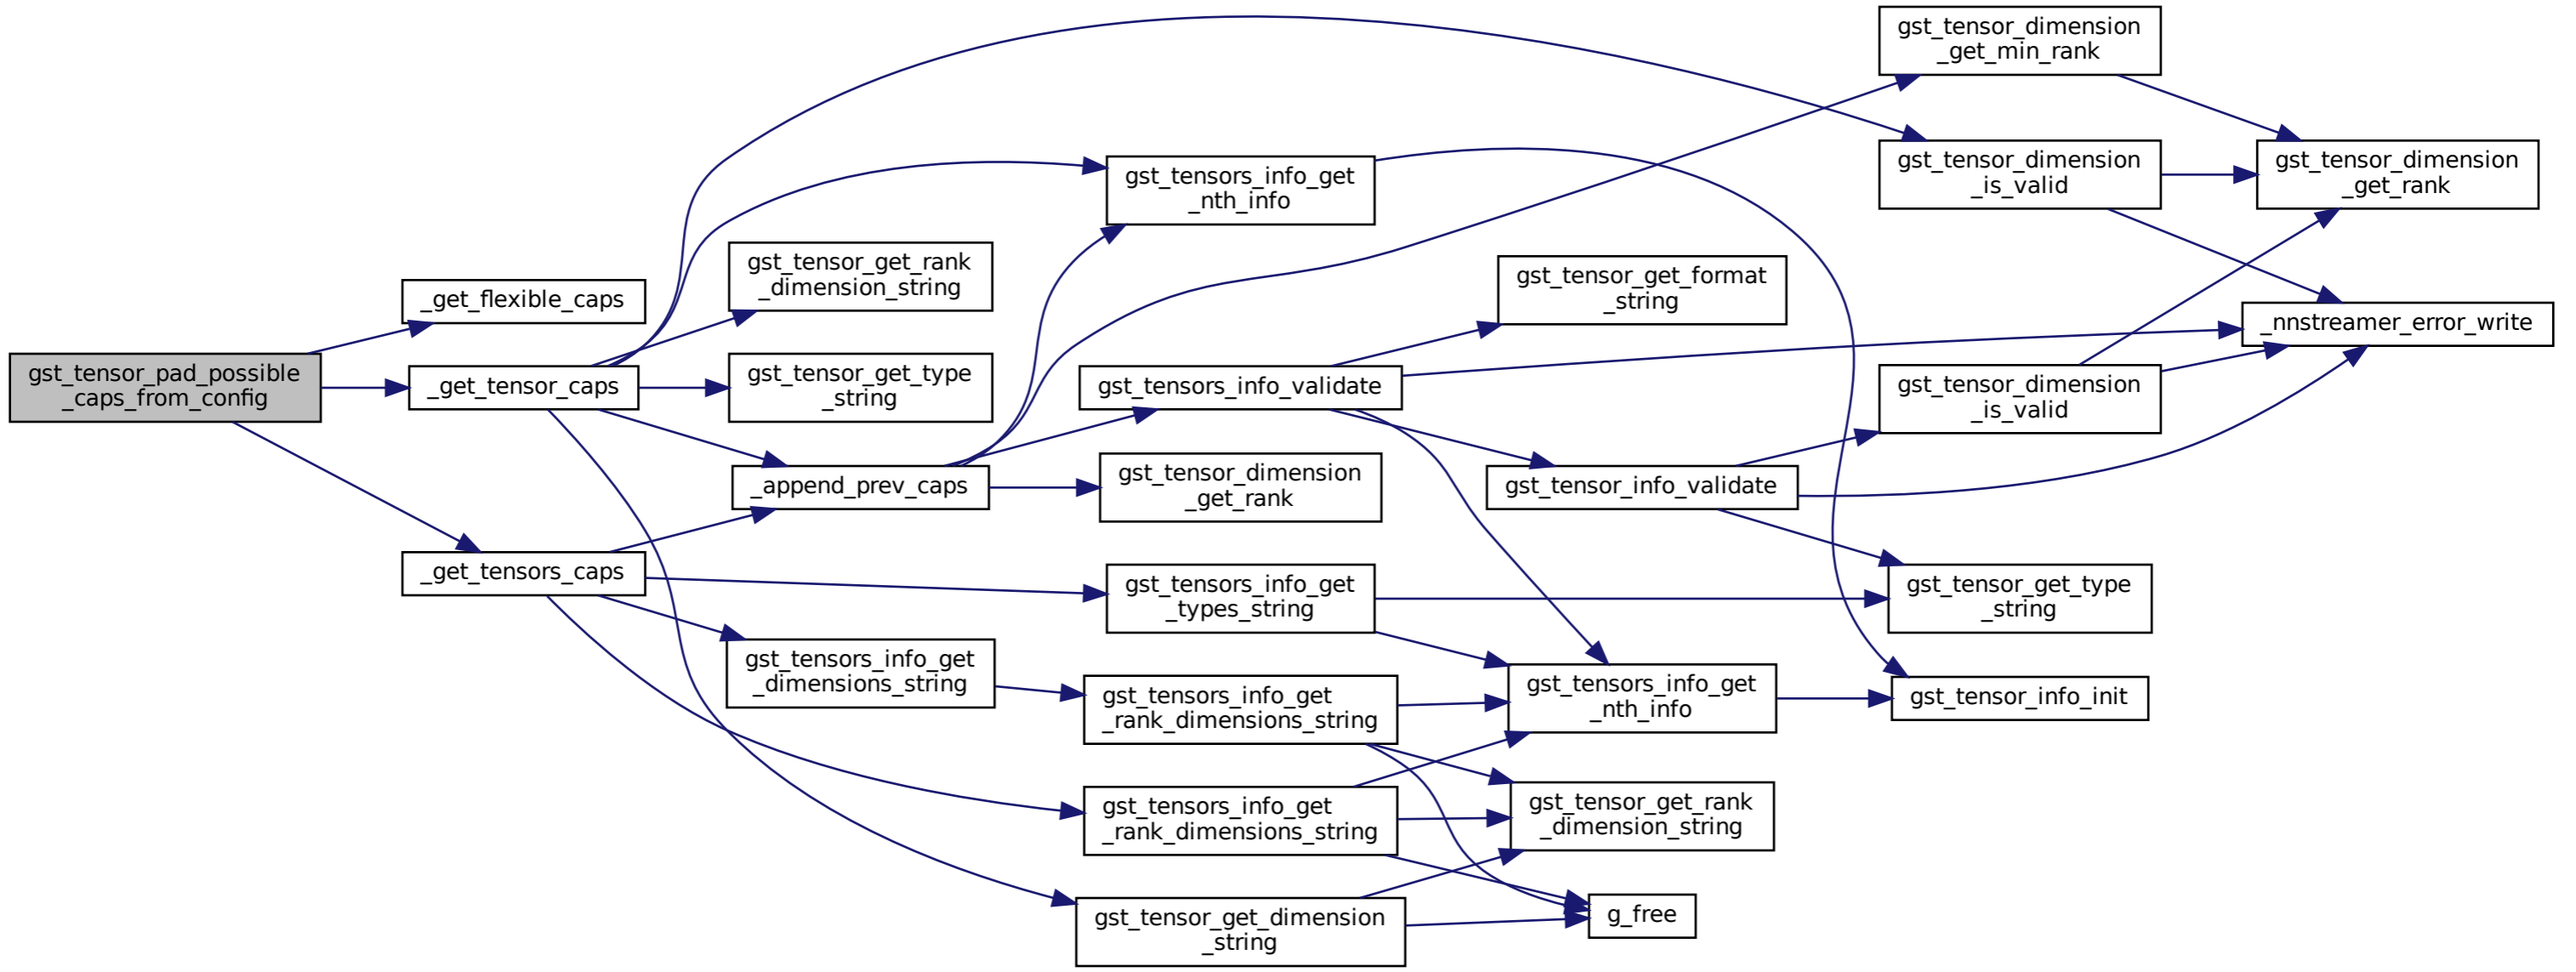 gst_tensor_pad_possible
_caps_from_config
_get_flexible_caps
_get_tensor_caps
_get_tensors_caps
gst_tensor_get_rank
_dimension_string
gst_tensor_get_type
_string
_append_prev_caps
gst_tensors_info_get
_dimensions_string
gst_tensors_info_get
_nth_info
gst_tensors_info_validate
gst_tensor_dimension
_get_rank
gst_tensors_info_get
_types_string
gst_tensors_info_get
_rank_dimensions_string
gst_tensors_info_get
_rank_dimensions_string
gst_tensor_get_dimension
_string
gst_tensor_get_format
_string
gst_tensor_info_validate
gst_tensors_info_get
_nth_info
gst_tensor_get_rank
_dimension_string
g_free
gst_tensor_dimension
_get_min_rank
gst_tensor_dimension
_is_valid
gst_tensor_dimension
_is_valid
gst_tensor_get_type
_string
gst_tensor_info_init
gst_tensor_dimension
_get_rank
_nnstreamer_error_write